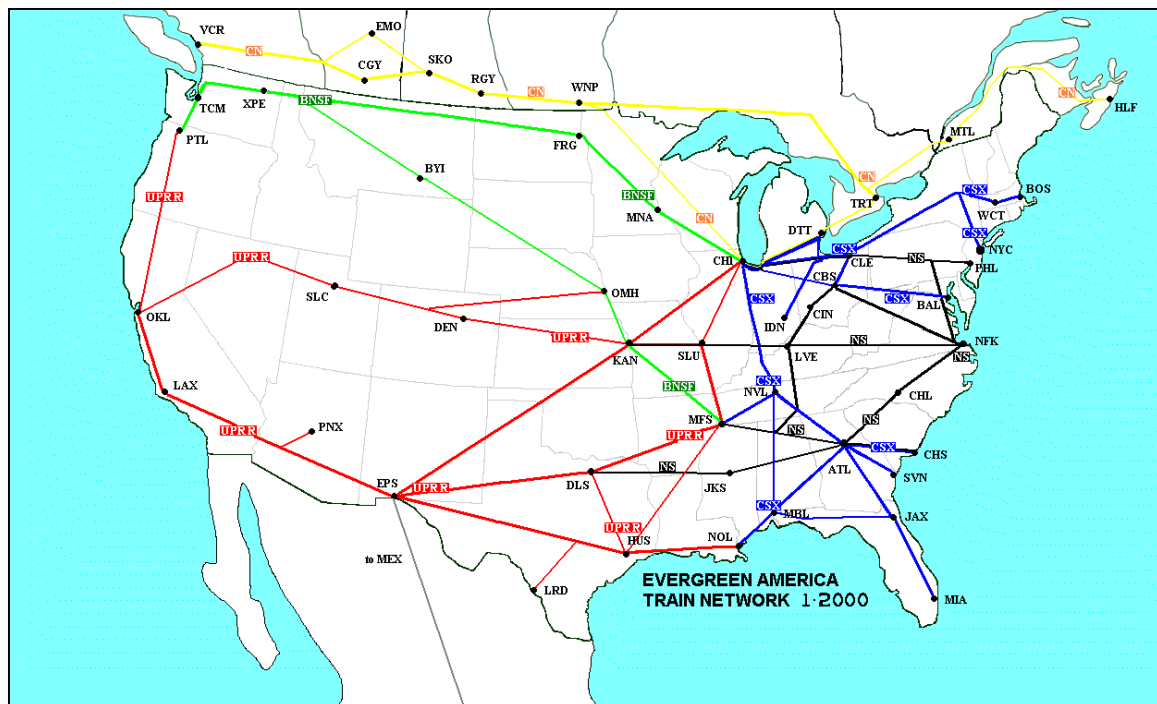 EMO
VCR
CN
CGY
SKO
RGY
CN
WNP
XPE
BNSF
TCM
PTL
FRG
CN
HLF
MTL
BYI
UPRR
BNSF
MNA
CN
CN
TRT
CSX
BOS
WCT
DTT
CSX
NYC
CHI
CSX
CLE
NS
PHL
UPRR
SLC
OMH
CBS
CSX
BAL
OKL
DEN
UPRR
CSX
IDN
CIN
KAN
SLU
LVE
NS
NFK
NS
BNSF
CSX
LAX
NVL
CHL
UPRR
PNX
MFS
UPRR
NS
NS
CSX
CHS
ATL
SVN
EPS
UPRR
DLS
NS
JKS
CSX
MBL
JAX
UPRR
HUS
NOL
to MEX
LRD
EVERGREEN AMERICA
TRAIN NETWORK 1-2000
MIA